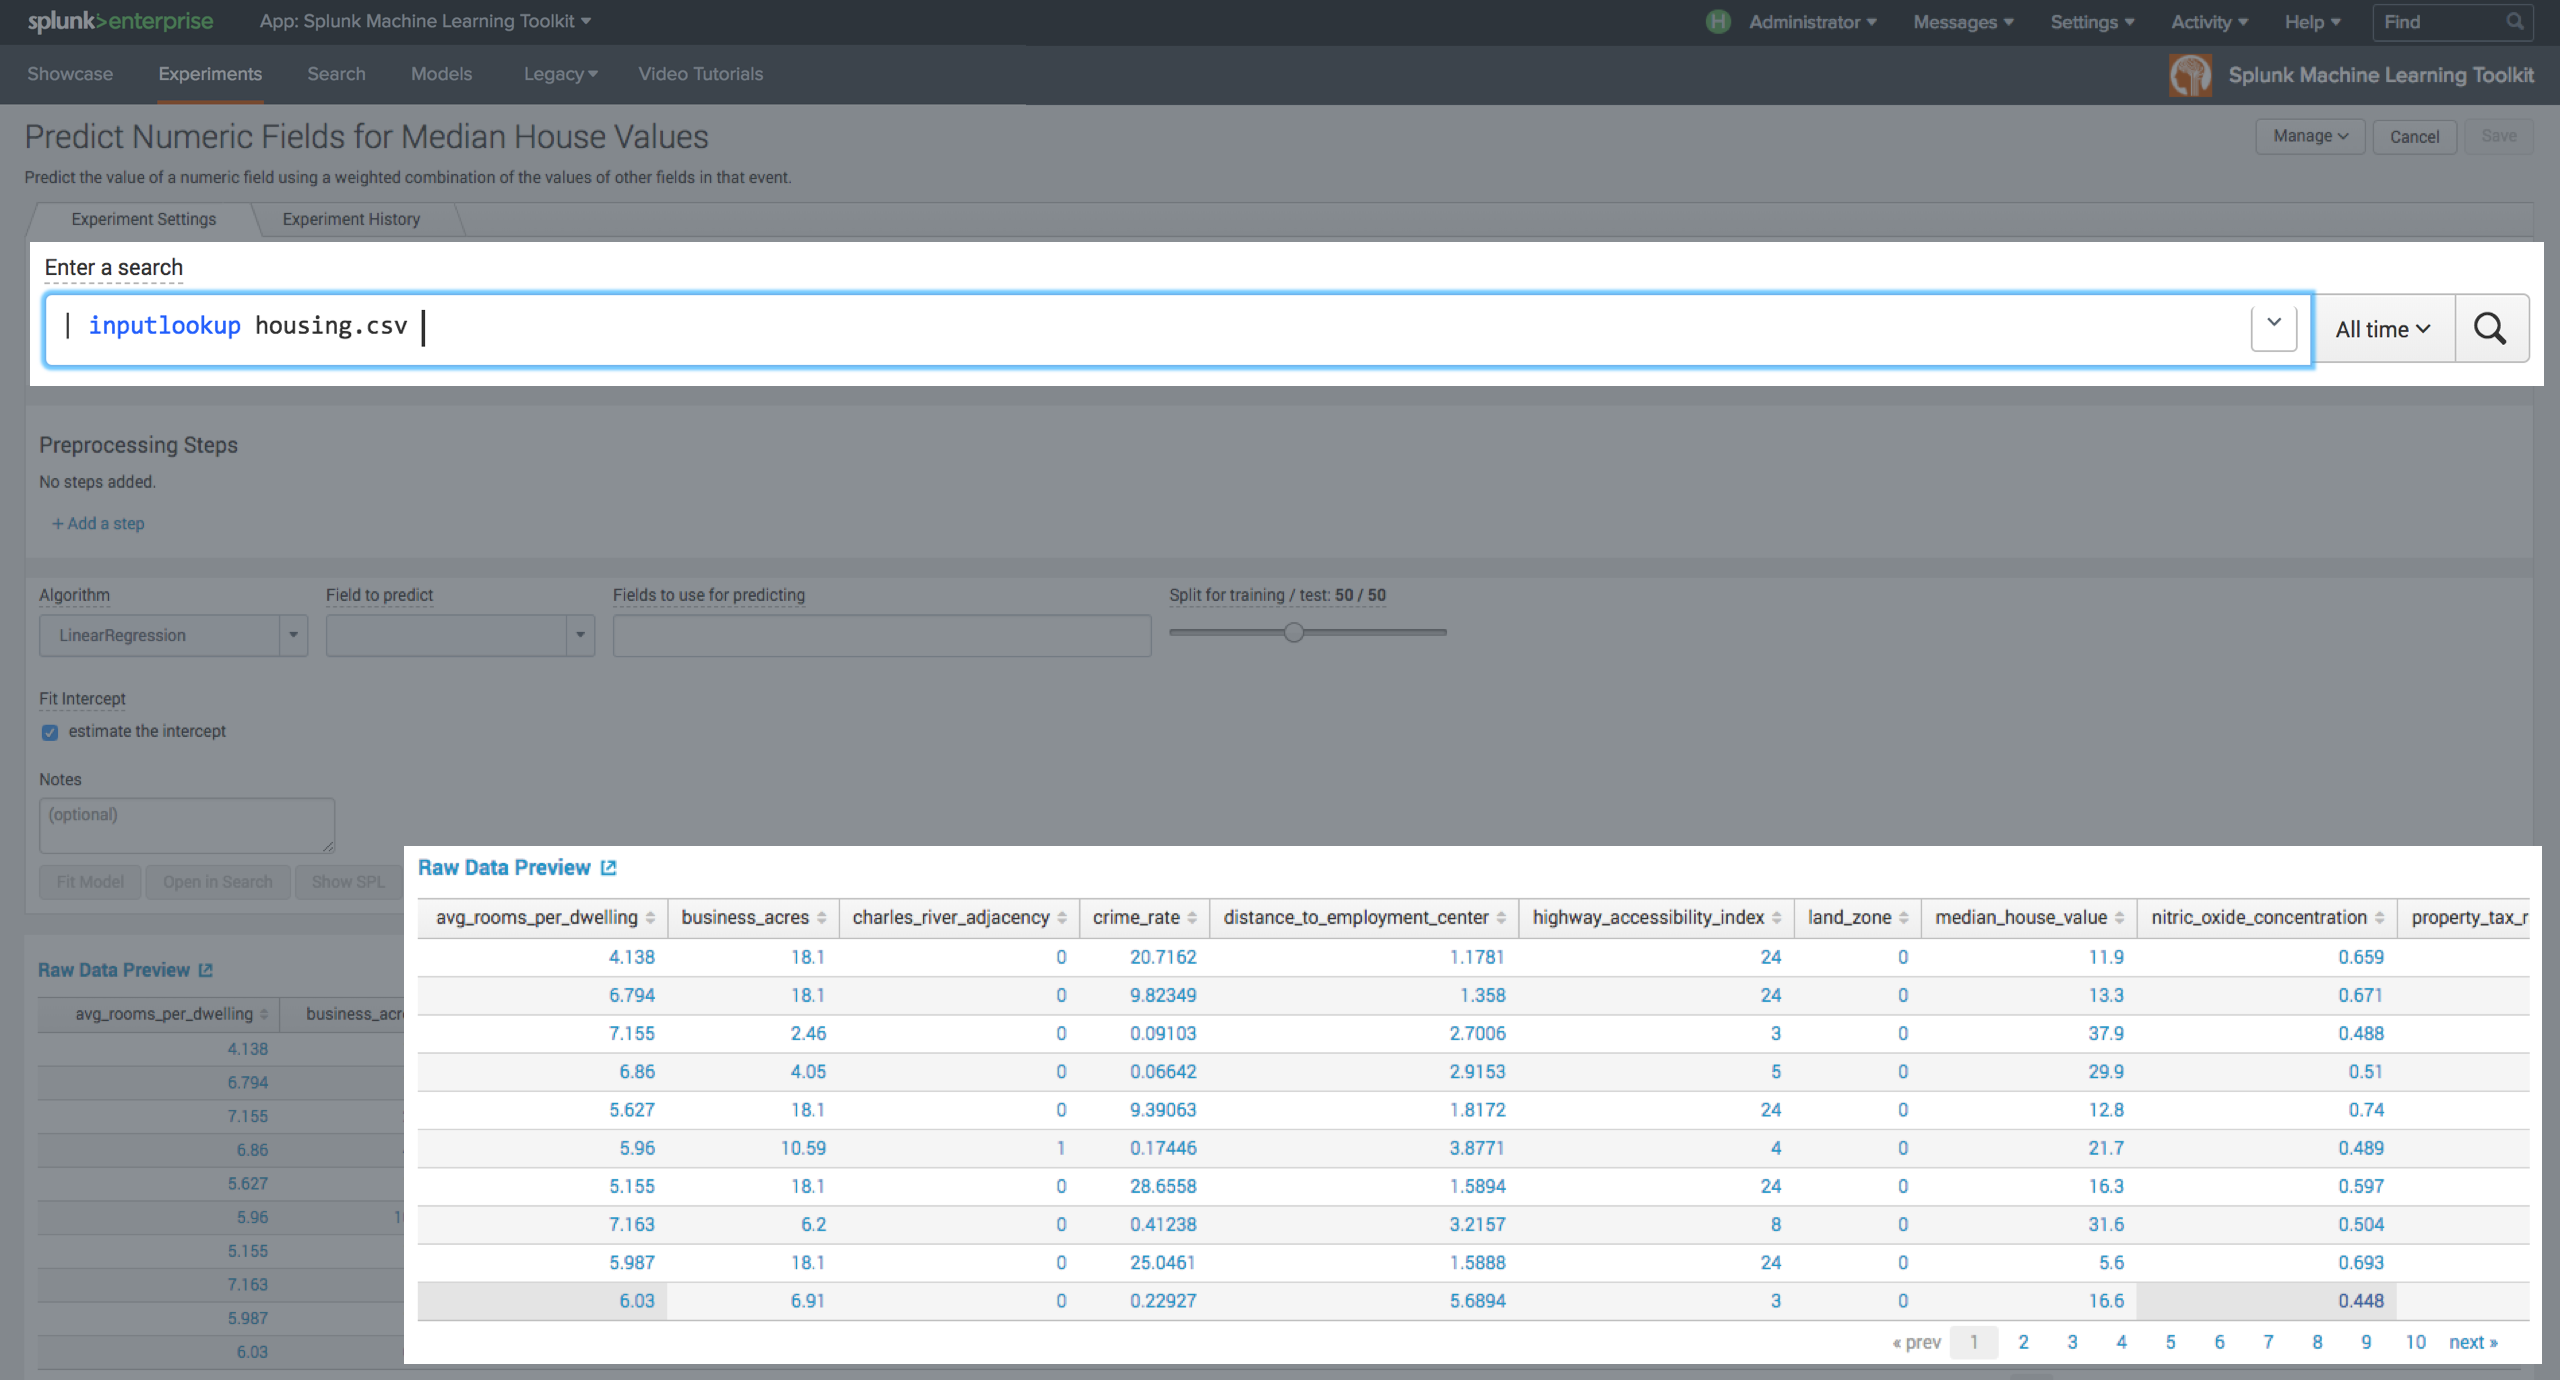 splunk>enterprise App: Splunk Machine Learning Toolkit H Administrator Messages Settings Activity Help Find
Showcase Experiments Search Models Legacy Video Tutorials Splunk Machine Learning Toolkit
Predict Numeric Fields for Median House Values Manage Cancel Save
Predict the value of a numeric field using a weighted combination of the values of other fields in that event.
Experiment Settings Experiment History
Enter a search
| inputlookup housing.csv All time
Preprocessing Steps
No steps added.
+ Add a step
Algorithm Field to predict Fields to use for predicting Split for training / test: 50 / 50
LinearRegression
Fit Intercept
estimate the intercept
Notes
(optional)
Fit Model Open in Search Show SPL
Raw Data Preview
avg_rooms_per_dwelling business_acres charles_river_adjacency crime_rate distance_to_employment_center highway_accessibility_index land_zone median_house_value nitric_oxide_concentration property_tax_r
4.138 18.1 0 20.7162 1.1781 24 0 11.9 0.659
6.794 18.1 0 9.82349 1.358 24 0 13.3 0.671
7.155 2.46 0 0.09103 2.7006 3 0 37.9 0.488
6.86 4.05 0 0.06642 2.9153 5 0 29.9 0.51
5.627 18.1 0 9.39063 1.8172 24 0 12.8 0.74
5.96 10.59 1 0.17446 3.8771 4 0 21.7 0.489
5.155 18.1 0 28.6558 1.5894 24 0 16.3 0.597
7.163 6.2 0 0.41238 3.2157 8 0 31.6 0.504
5.987 18.1 0 25.0461 1.5888 24 0 5.6 0.693
6.03 6.91 0 0.22927 5.6894 3 0 16.6 0.448
« prev 1 2 3 4 5 6 7 8 9 10 next »
Raw Data Preview
avg_rooms_per_dwelling business_acr
4.138
6.794
7.155
6.86
5.627
5.96 1
5.155
7.163
5.987
6.03